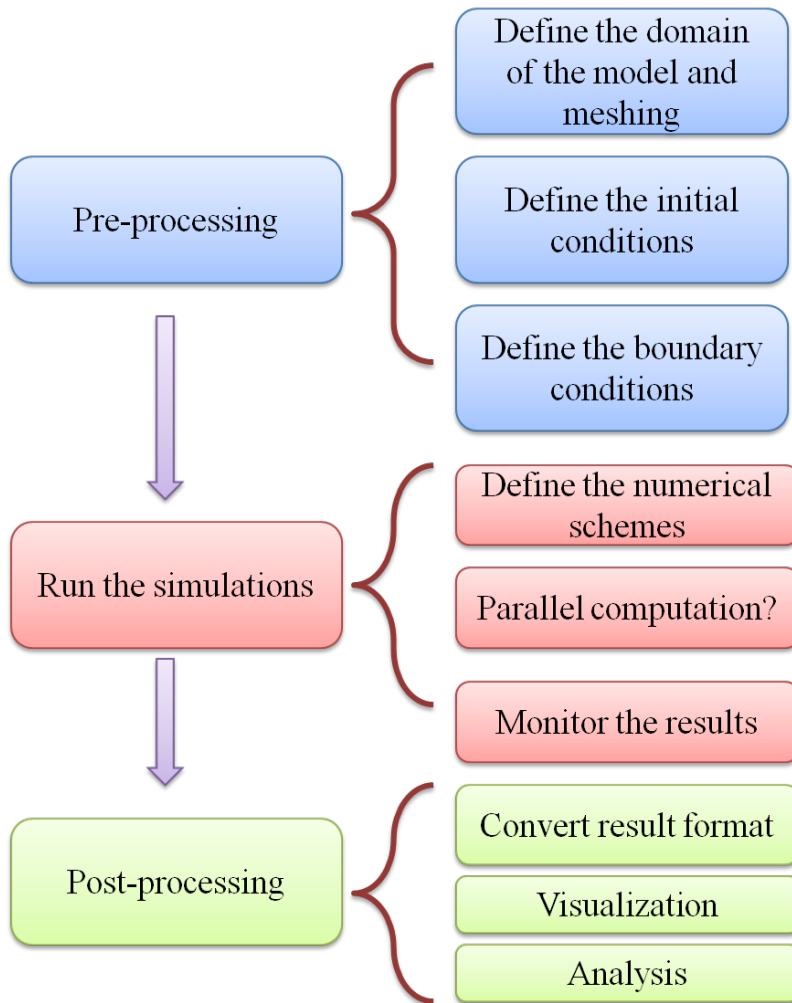 Pre-processing
Define the domain
of the model and
meshing
Define the initial
conditions
Define the boundary
conditions
Run the simulations
Define the numerical
schemes
Parallel computation?
Monitor the results
Post-processing
Convert result format
Visualization
Analysis